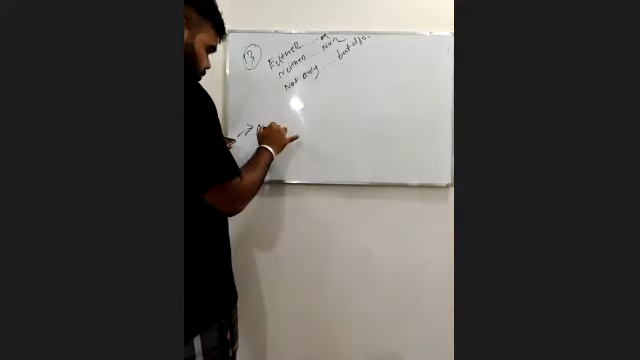 13 Either ... or
Neither ... Nor
Not only ... but also.
→